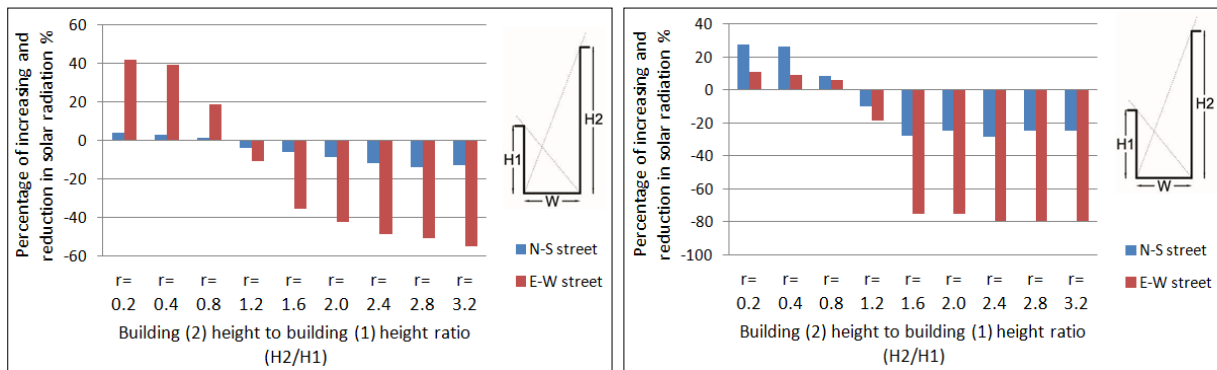 Percentage of increasing and
reduction in solar radiation %
60
40
20
0
-20
-40
-60
r=
0.2
r=
0.4
r=
0.8
r=
1.2
r=
1.6
r=
2.0
r=
2.4
r=
2.8
r=
3.2
Building (2) height to building (1) height ratio
(H2/H1)
H1
H2
W
N-S street
E-W street
Percentage of increasing and
reduction in solar radiation %
40
20
0
-20
-40
-60
-80
-100
r=
0.2
r=
0.4
r=
0.8
r=
1.2
r=
1.6
r=
2.0
r=
2.4
r=
2.8
r=
3.2
Building (2) height to building (1) height ratio
(H2/H1)
H1
H2
W
N-S street
E-W street